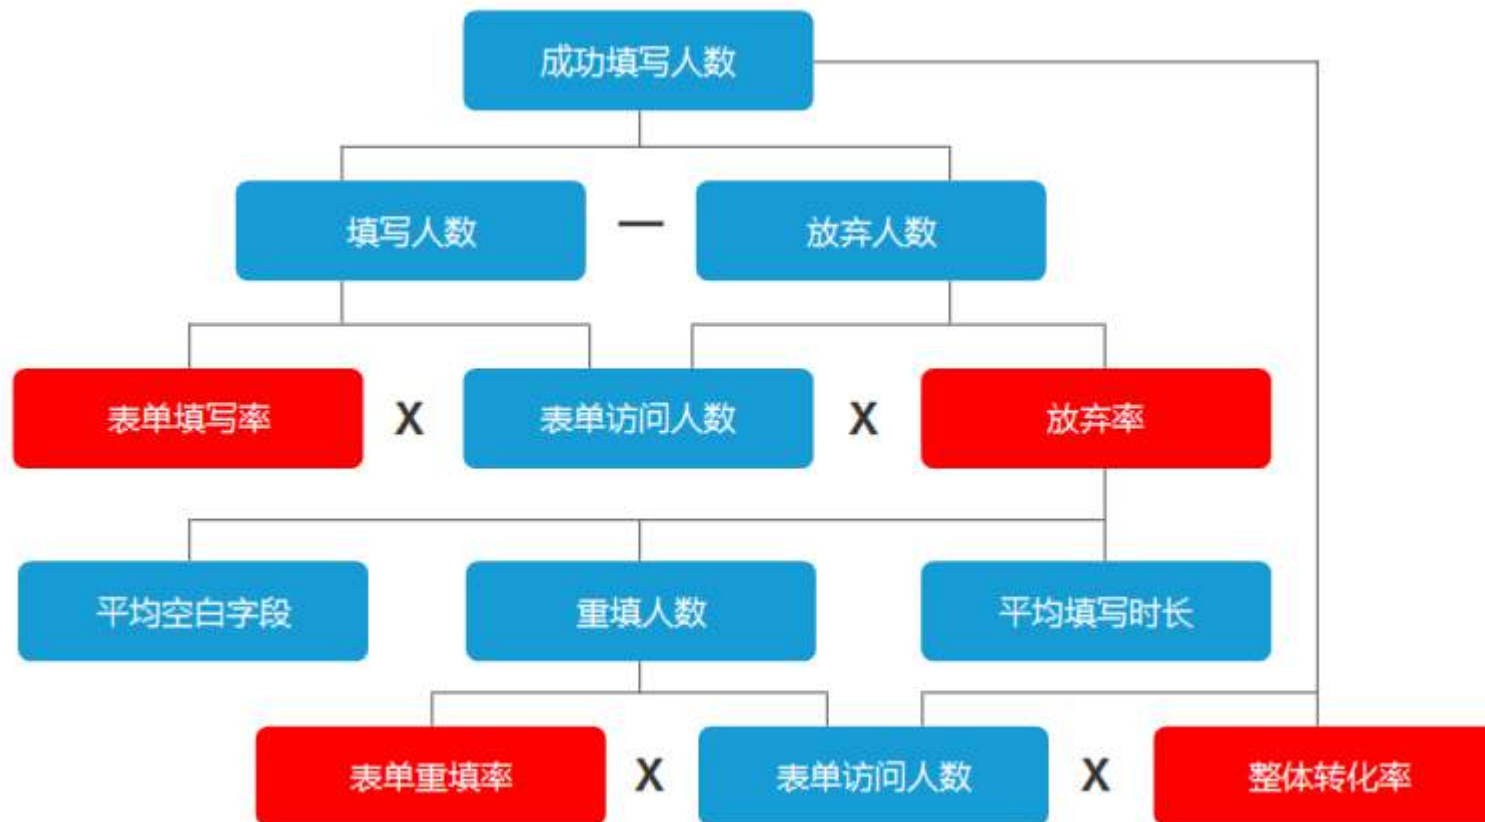 成功填写人数
填写人数 — 放弃人数
表单填写率 X 表单访问人数 X 放弃率
平均空白字段 重填人数 平均填写时长
表单重填率 X 表单访问人数 X 整体转化率